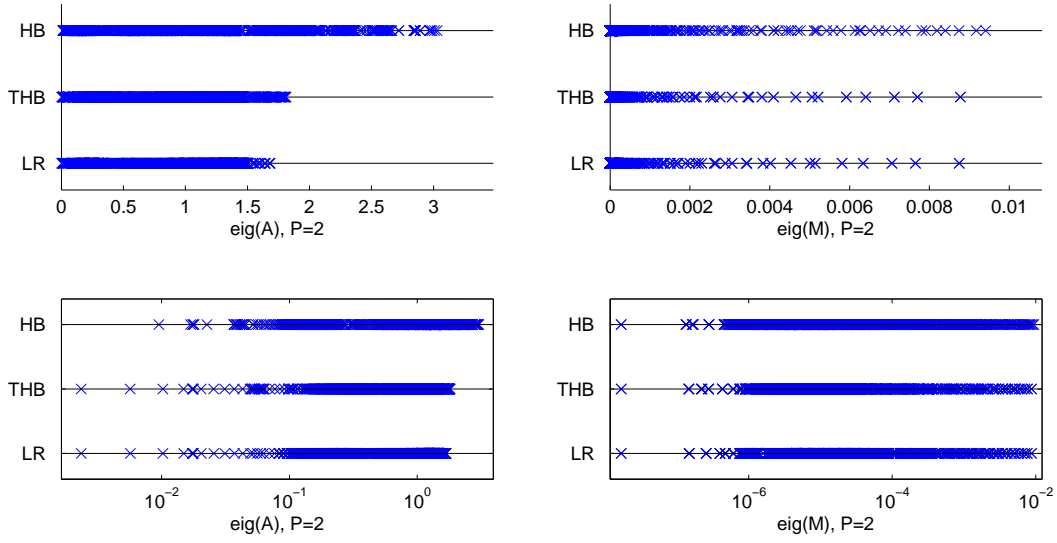 HB
THB
LR
0 0.5 1 1.5 2 2.5 3
eig(A), P=2
HB
THB
LR
0 0.002 0.004 0.006 0.008 0.01
eig(M), P=2
HB
THB
LR
10^-2 10^-1 10^0
eig(A), P=2
HB
THB
LR
10^-6 10^-4 10^-2
eig(M), P=2